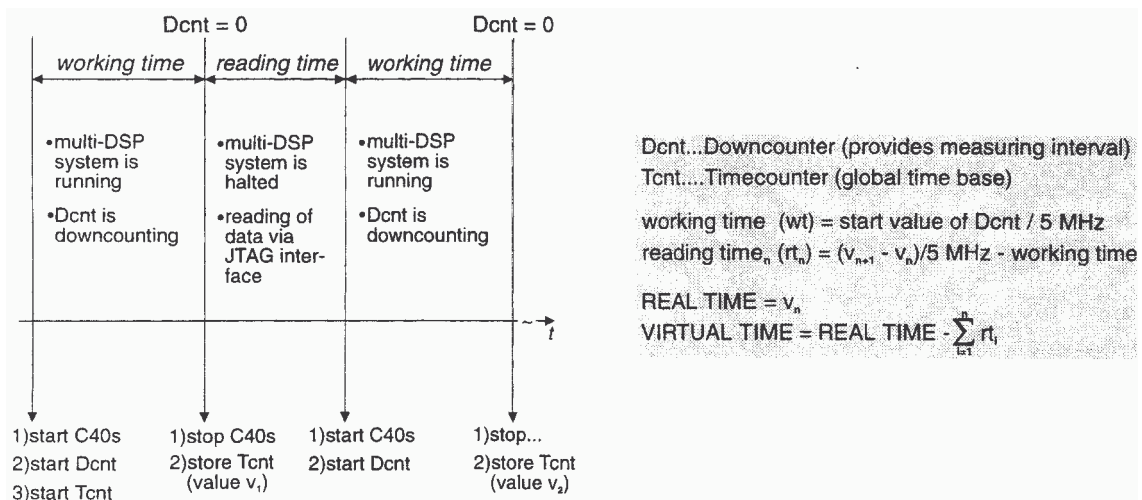 Dcnt = 0
Dcnt = 0
working time
reading time
working time
•multi-DSP
system is
running
•Dcnt is
downcounting
•multi-DSP
system is
halted
•reading of
data via
JTAG inter-
face
•multi-DSP
system is
running
•Dcnt is
downcounting
~
t
1)start C40s
2)start Dcnt
3)start Tcnt
1)stop C40s
2)store Tcnt
(value v₁)
1)start C40s
2)start Dcnt
1)stop...
2)store Tcnt
(value v₂)
Dcnt...Downcounter (provides measuring interval)
Tcnt....Timecounter (global time base)
working time (wt) = start value of Dcnt / 5 MHz
reading timeₙ (rtₙ) = (vₙ₊₁ - vₙ)/5 MHz - working time
REAL TIME = vₙ
VIRTUAL TIME = REAL TIME - ∑ⁿᵢ₌₁ rtᵢ